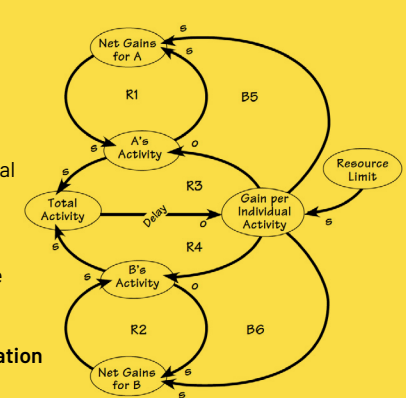 s
Net Gains
for A
s
R1
B5
s
A's
Activity
o
s
al
R3
Resource
Limit
Total
Activity
Delay
o
Gain per
Individual
Activity
s
s
R4
e
s
B's
Activity
o
R2
B6
ation
Net Gains
for B
s
s